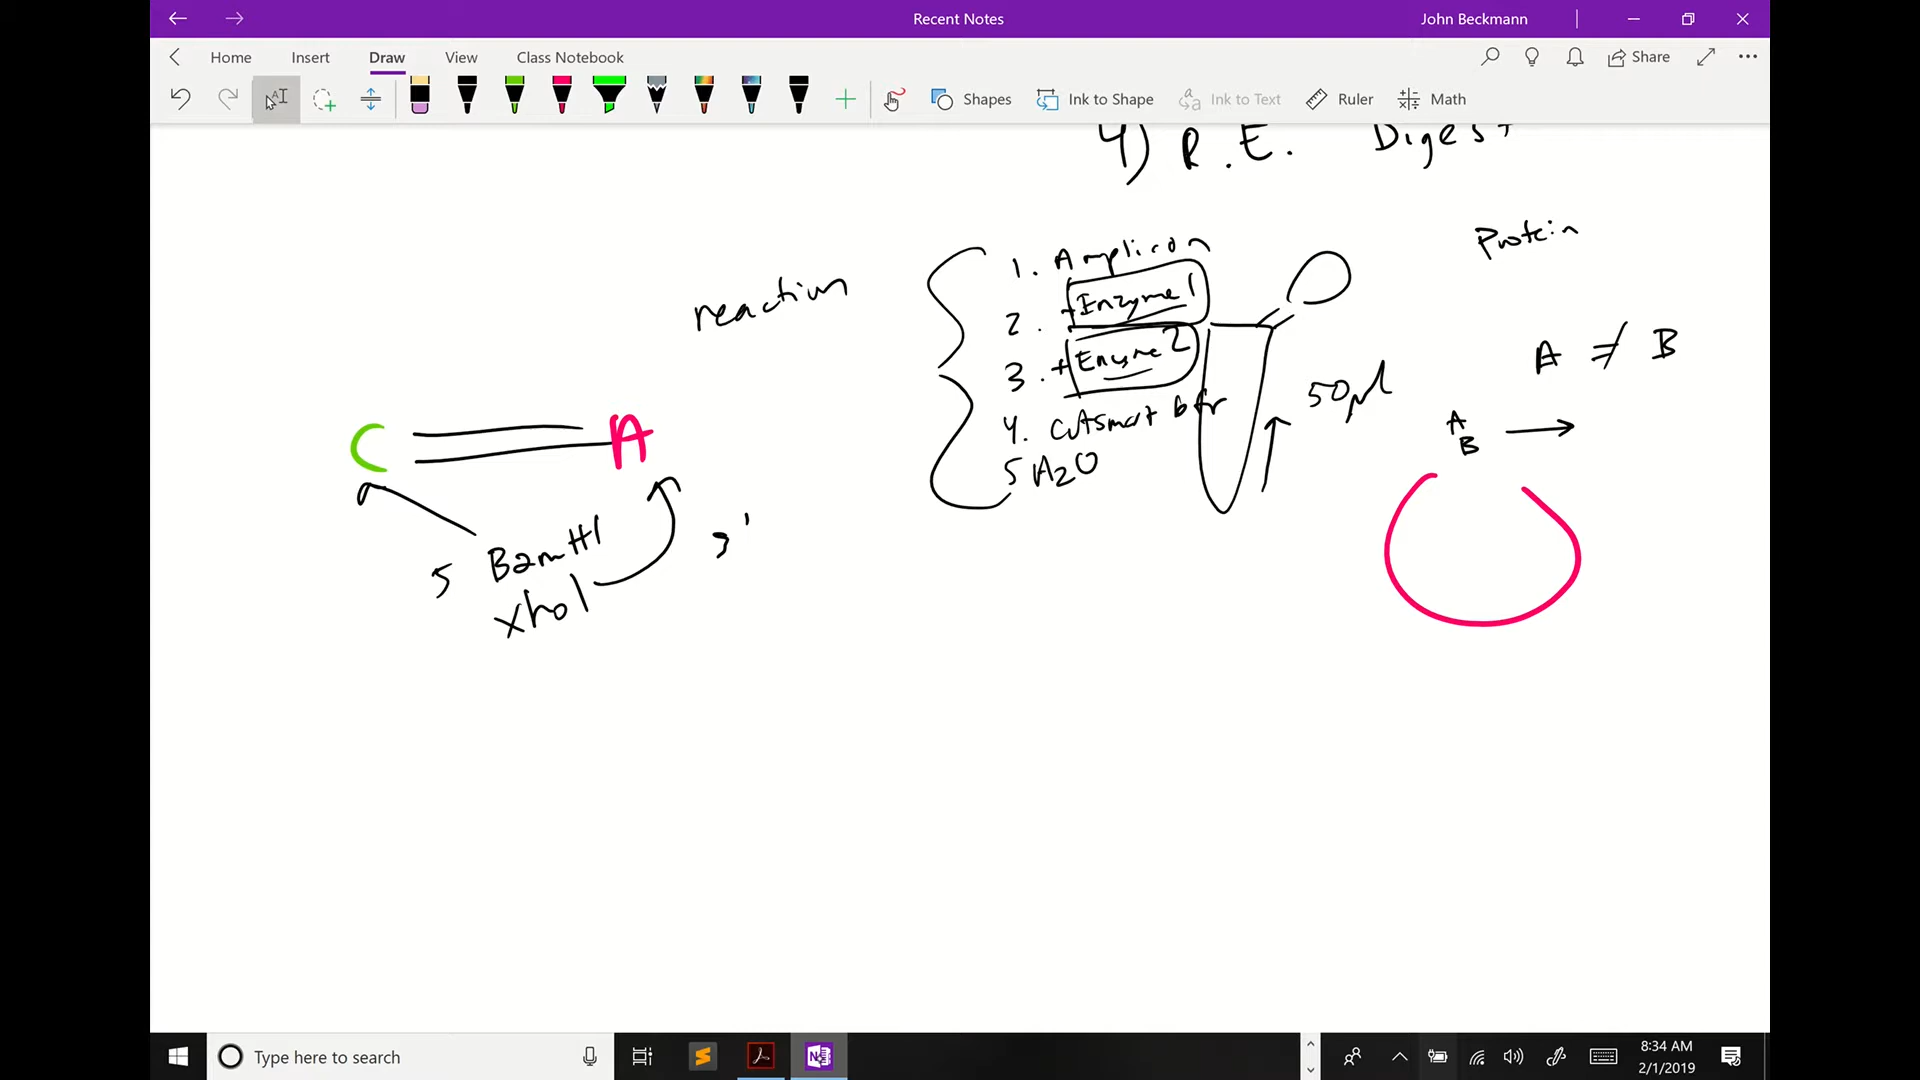 Recent Notes
John Beckmann
Home Insert Draw View Class Notebook
Share
Shapes Ink to Shape Ink to Text Ruler Math
4) R.E. Digest
Protein
reaction
1. Amplicon
2. + Enzyme 1
3. + Enzyme 2
4. cutsmart bfr
5 H2O
50µl
A ≠ B
A
B
C A
5 BamH1
Xho1
3'
Type here to search
8:34 AM
2/1/2019